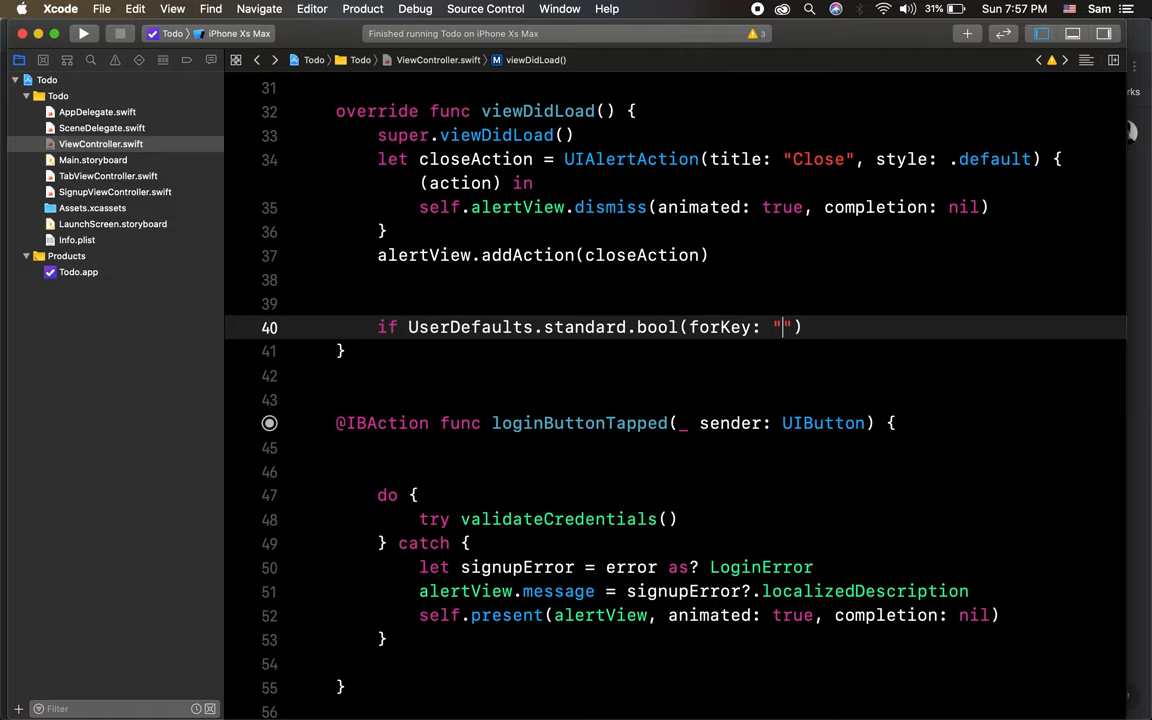 Xcode File Edit View Find Navigate Editor Product Debug Source Control Window Help 31% Sun 7:57 PM Sam
Todo iPhone Xs Max
Finished running Todo on iPhone Xs Max
3
Todo Todo ViewController.swift M viewDidLoad()
Todo
Todo
AppDelegate.swift
SceneDelegate.swift
ViewController.swift
Main.storyboard
TabViewController.swift
SignupViewController.swift
Assets.xcassets
LaunchScreen.storyboard
Info.plist
Products
Todo.app
Filter
31
32 override func viewDidLoad() {
33 super.viewDidLoad()
34 let closeAction = UIAlertAction(title: "Close", style: .default) {
(action) in
35 self.alertView.dismiss(animated: true, completion: nil)
36 }
37 alertView.addAction(closeAction)
38
39
40 if UserDefaults.standard.bool(forKey: "")
41 }
42
43
@IBAction func loginButtonTapped(_ sender: UIButton) {
45
46
47 do {
48 try validateCredentials()
49 } catch {
50 let signupError = error as? LoginError
51 alertView.message = signupError?.localizedDescription
52 self.present(alertView, animated: true, completion: nil)
53 }
54
55 }
56
rks